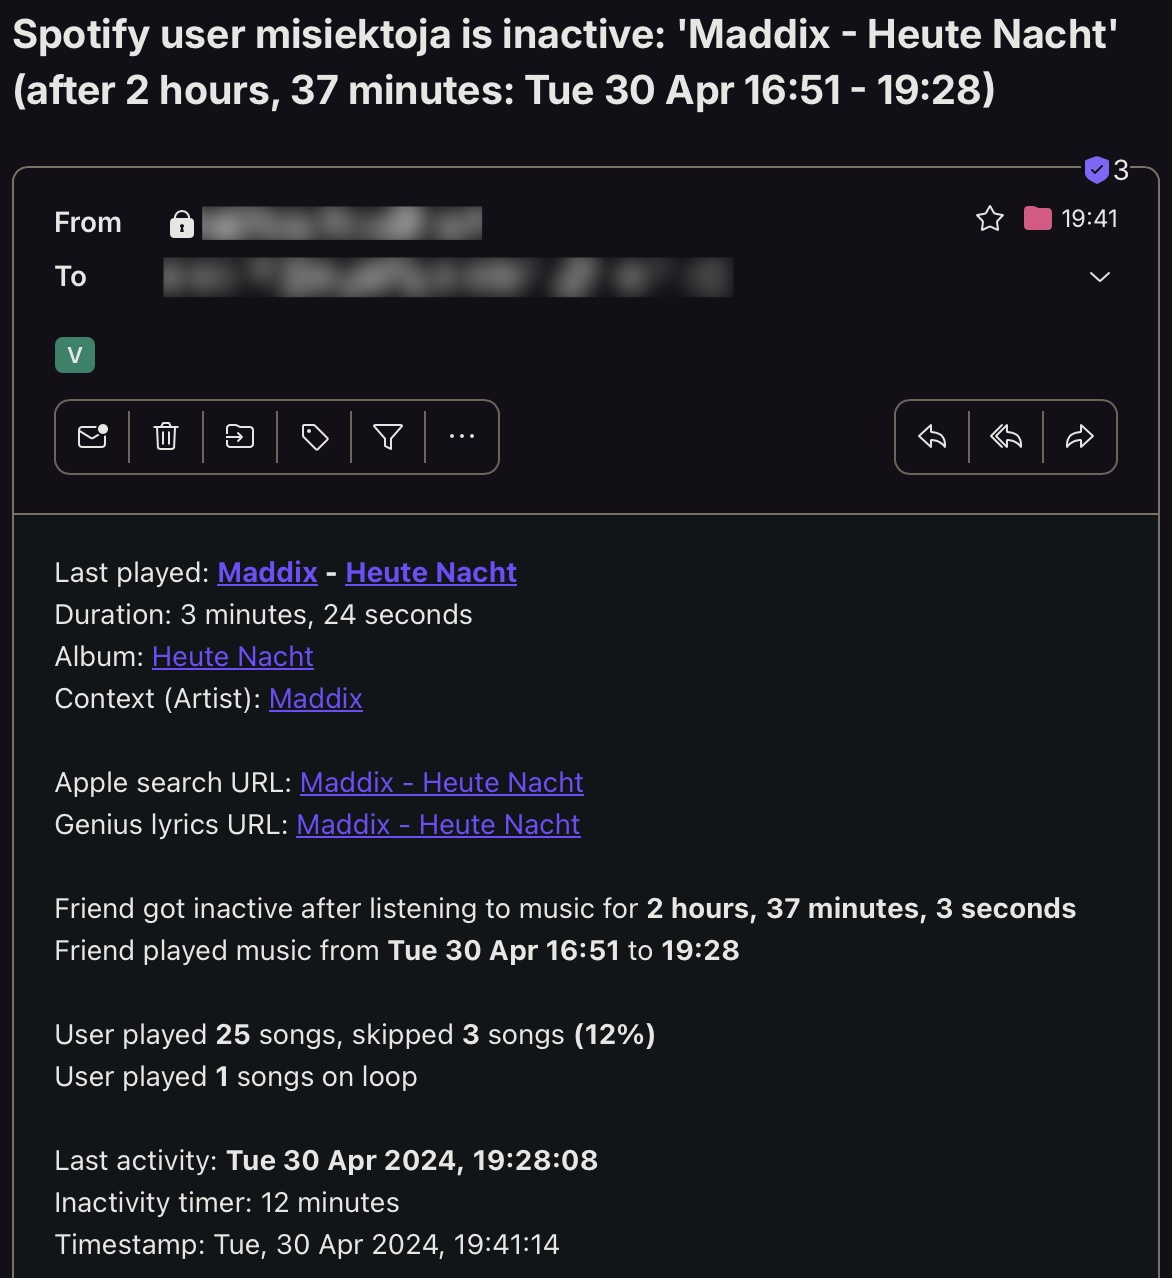 Spotify user misiektoja is inactive: 'Maddix - Heute Nacht'
(after 2 hours, 37 minutes: Tue 30 Apr 16:51 - 19:28)
3
From
19:41
To
V
Last played: Maddix - Heute Nacht
Duration: 3 minutes, 24 seconds
Album: Heute Nacht
Context (Artist): Maddix
Apple search URL: Maddix - Heute Nacht
Genius lyrics URL: Maddix - Heute Nacht
Friend got inactive after listening to music for 2 hours, 37 minutes, 3 seconds
Friend played music from Tue 30 Apr 16:51 to 19:28
User played 25 songs, skipped 3 songs (12%)
User played 1 songs on loop
Last activity: Tue 30 Apr 2024, 19:28:08
Inactivity timer: 12 minutes
Timestamp: Tue, 30 Apr 2024, 19:41:14